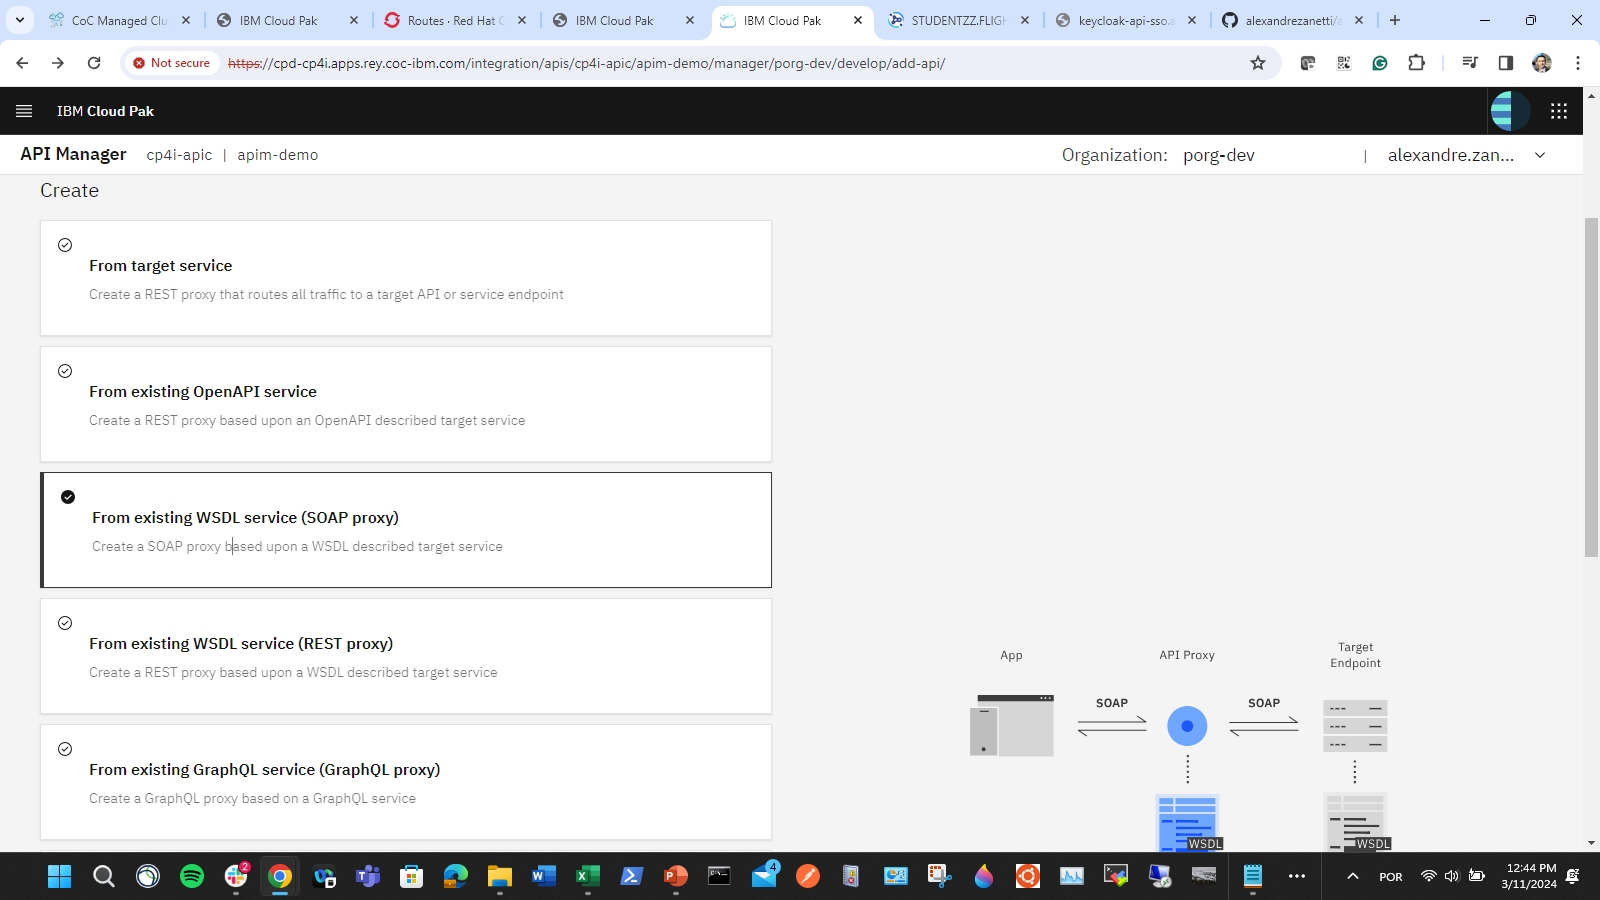 CoC Managed Clu
IBM Cloud Pak
Routes · Red Hat C
IBM Cloud Pak
IBM Cloud Pak
STUDENTZZ.FLIGH
keycloak-api-sso.a
alexandrezanetti/a
Not secure
https://cpd-cp4i.apps.rey.coc-ibm.com/integration/apis/cp4i-apic/apim-demo/manager/porg-dev/develop/add-api/
IBM Cloud Pak
API Manager cp4i-apic | apim-demo
Organization: porg-dev | alexandre.zan...
Create
From target service
Create a REST proxy that routes all traffic to a target API or service endpoint
From existing OpenAPI service
Create a REST proxy based upon an OpenAPI described target service
From existing WSDL service (SOAP proxy)
Create a SOAP proxy based upon a WSDL described target service
From existing WSDL service (REST proxy)
Create a REST proxy based upon a WSDL described target service
From existing GraphQL service (GraphQL proxy)
Create a GraphQL proxy based on a GraphQL service
App
API Proxy
Target
Endpoint
SOAP
SOAP
WSDL
WSDL
2
4
POR
12:44 PM
3/11/2024